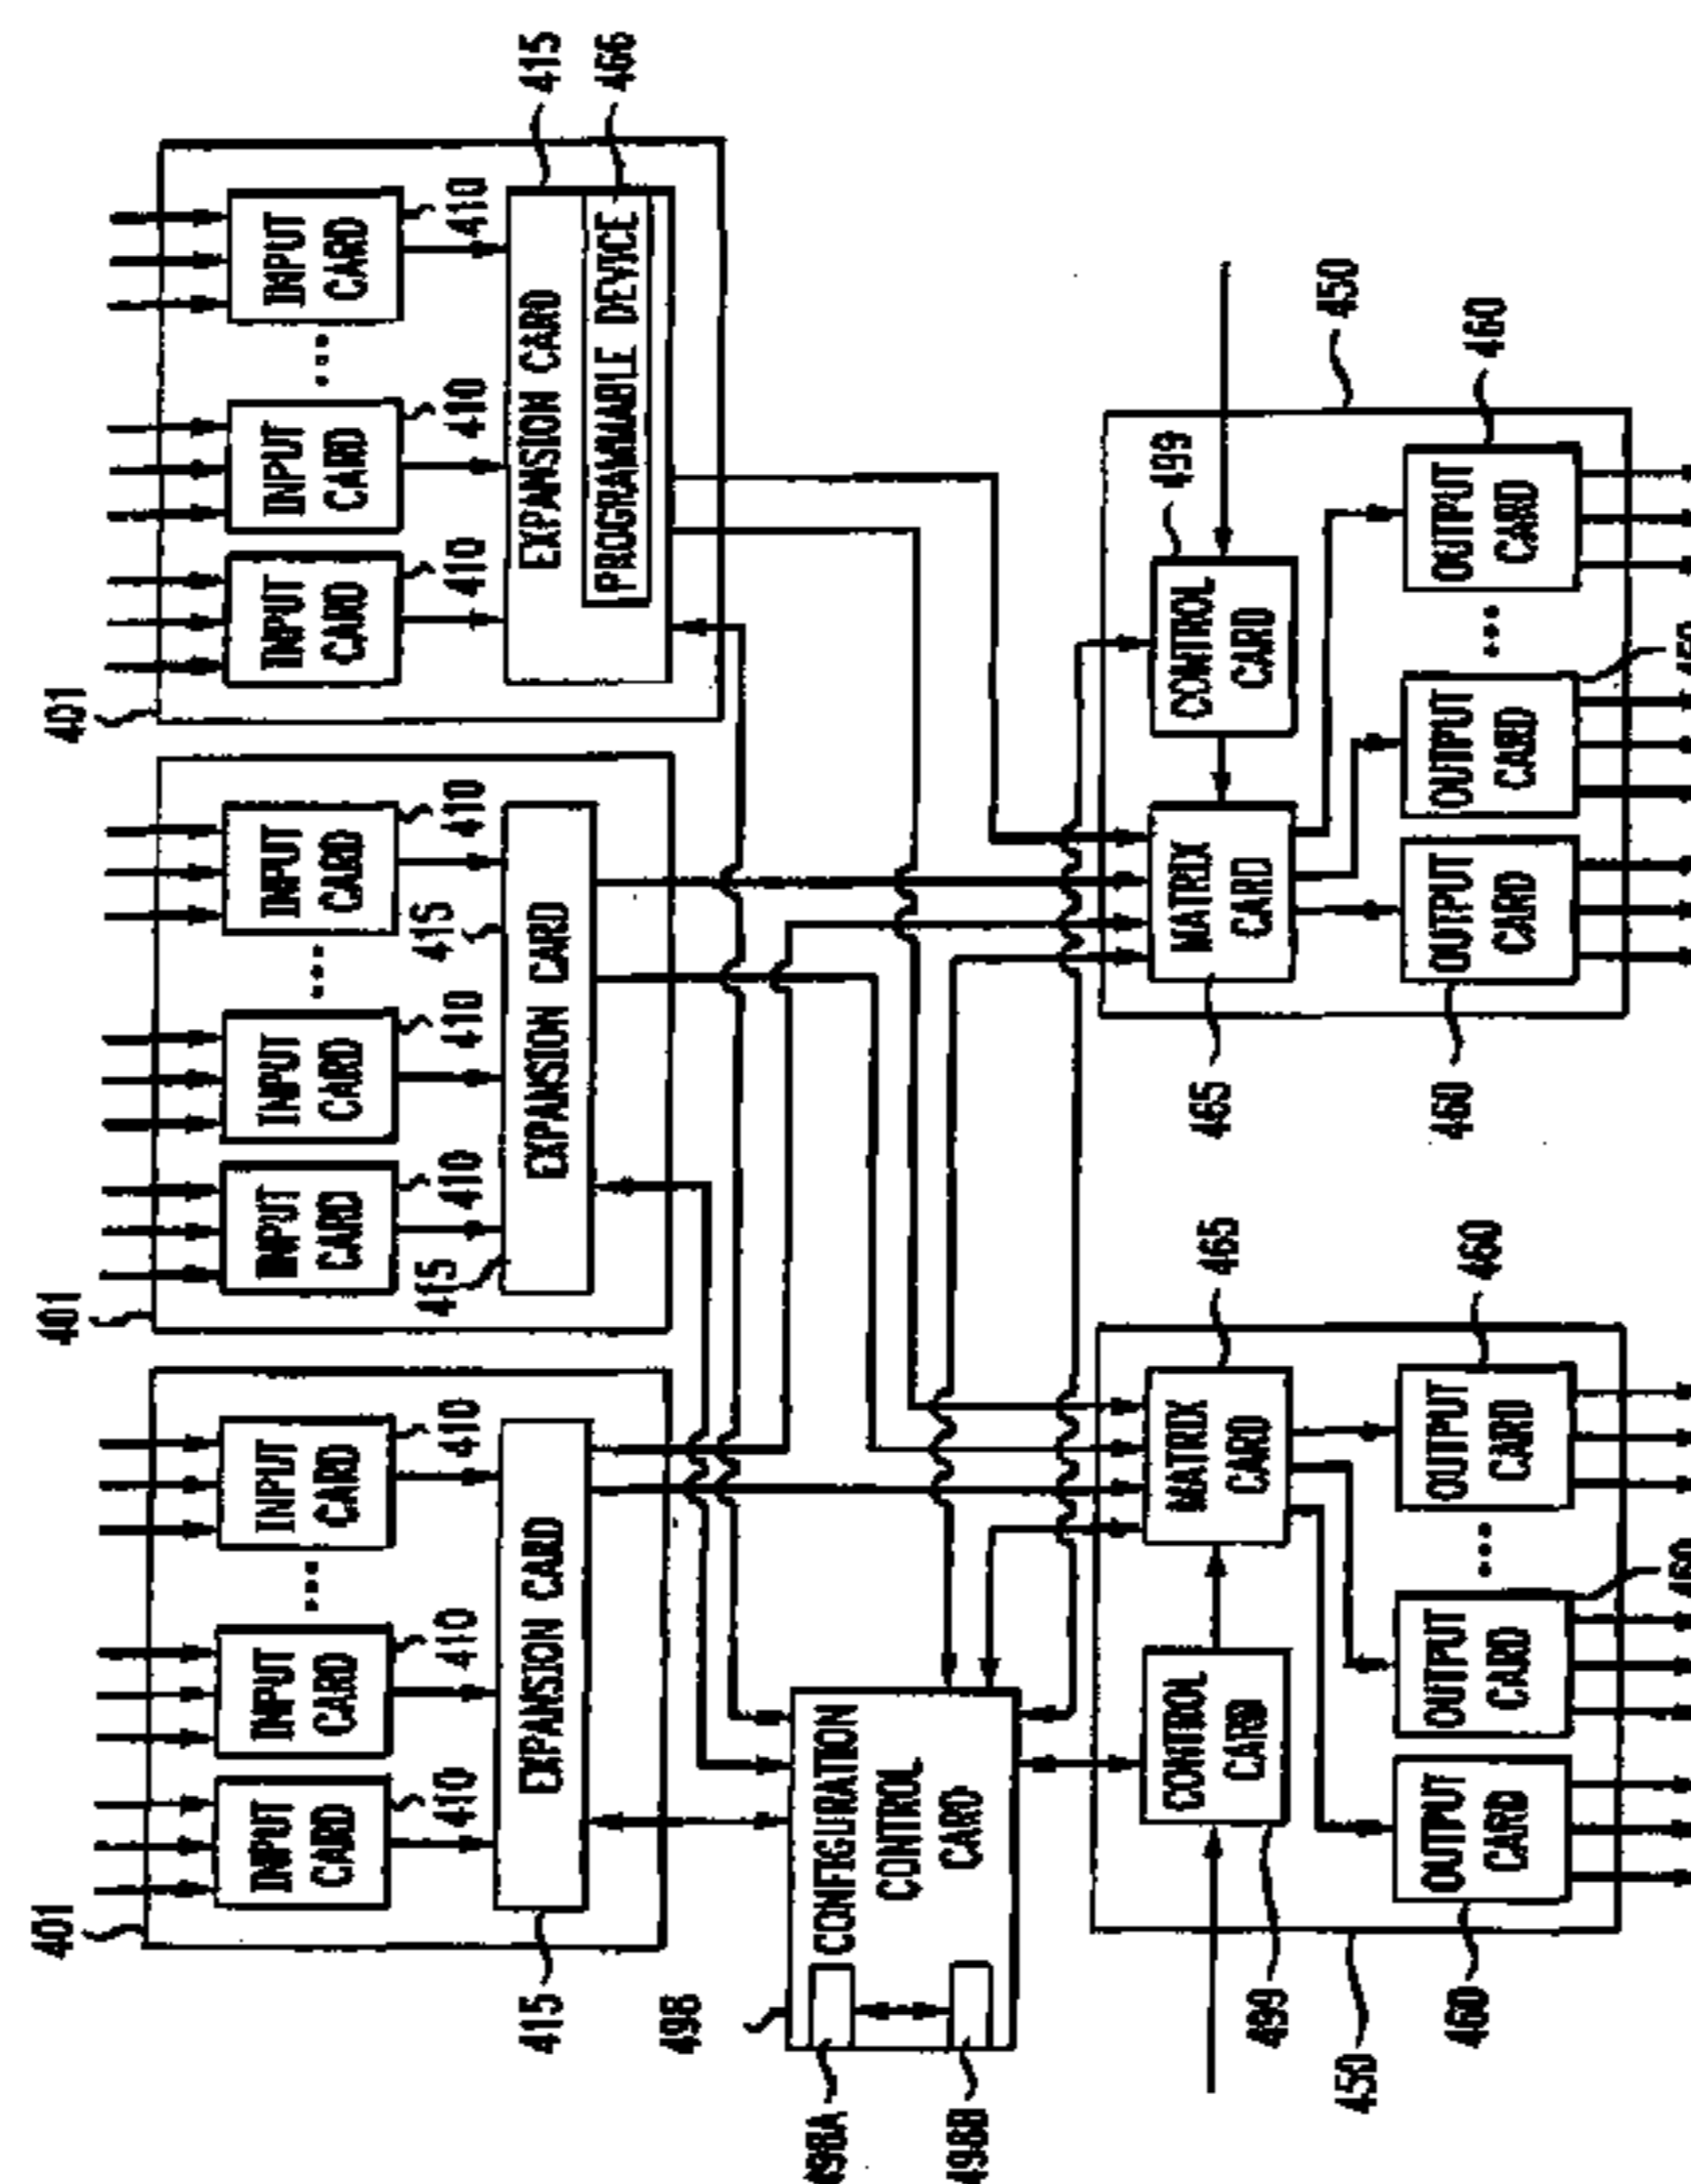 401
401
401
INPUT CARD
INPUT CARD
...
INPUT CARD
INPUT CARD
INPUT CARD
...
INPUT CARD
INPUT CARD
INPUT CARD
...
INPUT CARD
410
410
410
410
410
410
410
410
410
415
415
415
415
EXPANSION CARD
EXPANSION CARD
EXPANSION CARD
PROGRAMMABLE DEVICE
466
498
498A
498B
CONFIGURATION
CONTROL
CARD
CONTROL CARD
MATRIX CARD
465
465
MATRIX CARD
CONTROL CARD
499
499
450
450
460
OUTPUT CARD
OUTPUT CARD
...
OUTPUT CARD
460
460
OUTPUT CARD
OUTPUT CARD
...
OUTPUT CARD
460